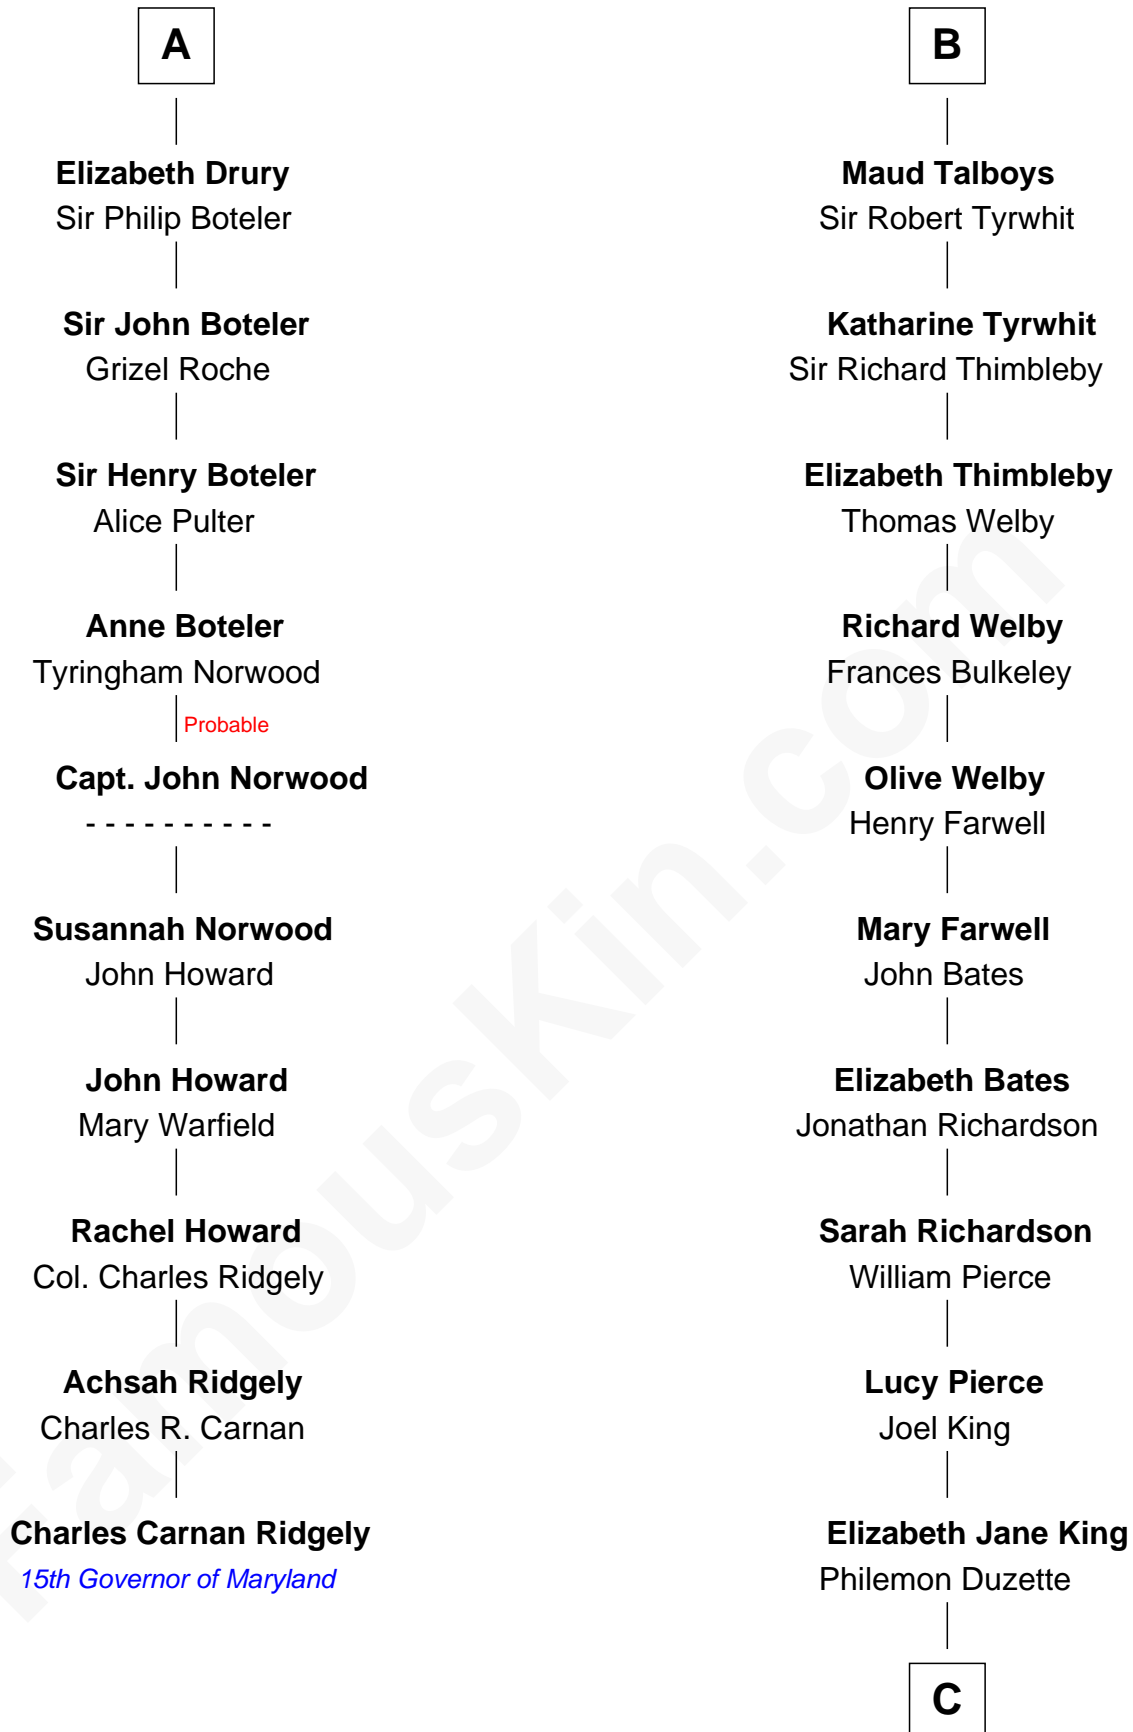 A
Elizabeth Drury
Sir Philip Boteler
Sir John Boteler
Grizel Roche
Sir Henry Boteler
Alice Pulter
Anne Boteler
Tyringham Norwood
Probable
Capt. John Norwood
- - - - - - - - - -
Susannah Norwood
John Howard
John Howard
Mary Warfield
Rachel Howard
Col. Charles Ridgely
Achsah Ridgely
Charles R. Carnan
Charles Carnan Ridgely
15th Governor of Maryland
B
Maud Talboys
Sir Robert Tyrwhit
Katharine Tyrwhit
Sir Richard Thimbleby
Elizabeth Thimbleby
Thomas Welby
Richard Welby
Frances Bulkeley
Olive Welby
Henry Farwell
Mary Farwell
John Bates
Elizabeth Bates
Jonathan Richardson
Sarah Richardson
William Pierce
Lucy Pierce
Joel King
Elizabeth Jane King
Philemon Duzette
C
FamousKin.com